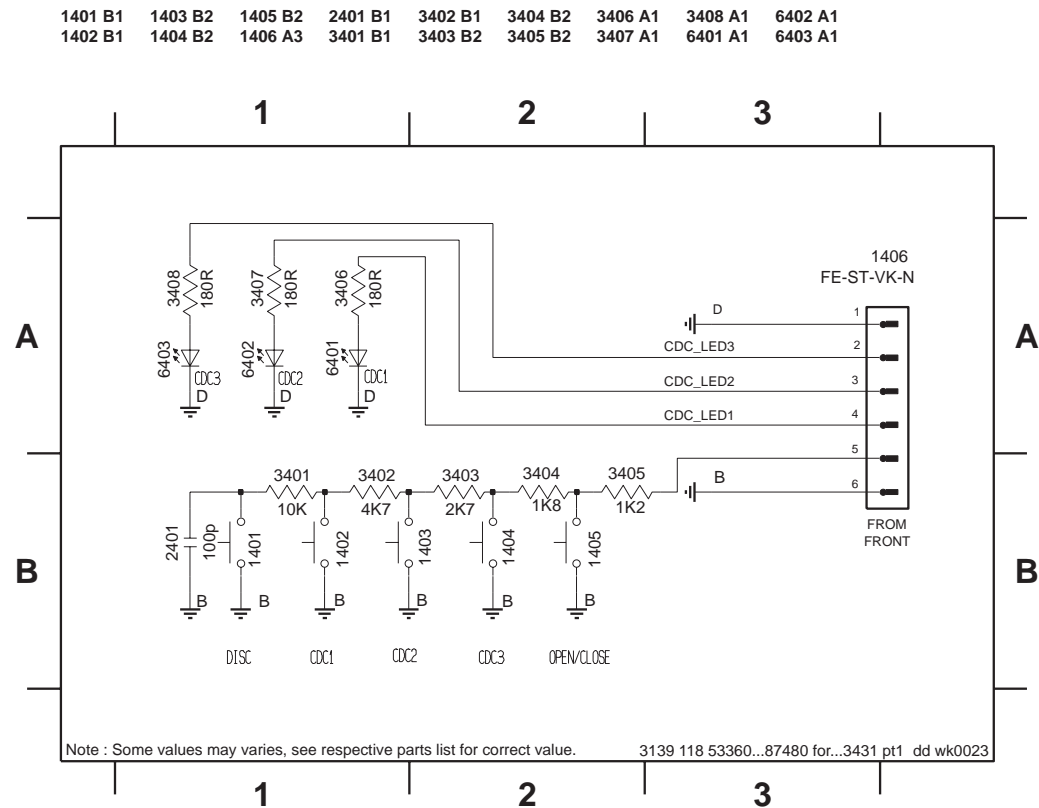 1401 B1 1403 B2 1405 B2 2401 B1 3402 B1 3404 B2 3406 A1 3408 A1 6402 A1
1402 B1 1404 B2 1406 A3 3401 B1 3403 B2 3405 B2 3407 A1 6401 A1 6403 A1
1 2 3
1406
FE-ST-VK-N
3408 180R 3407 180R 3406 180R
D 1
A A
CDC_LED3 2
6403 6402 6401
CDC3 CDC2 CDC1
CDC_LED2 3
D D D
CDC_LED1 4
5
3401 3402 3403 3404 3405
B 6
10K 4K7 2K7 1K8 1K2
FROM
FRONT
2401 100p 1401 1402 1403 1404 1405
B B
B B B B B B
DISC CDC1 CDC2 CDC3 OPEN/CLOSE
Note : Some values may varies, see respective parts list for correct value. 3139 118 53360...87480 for...3431 pt1 dd wk0023
1 2 3